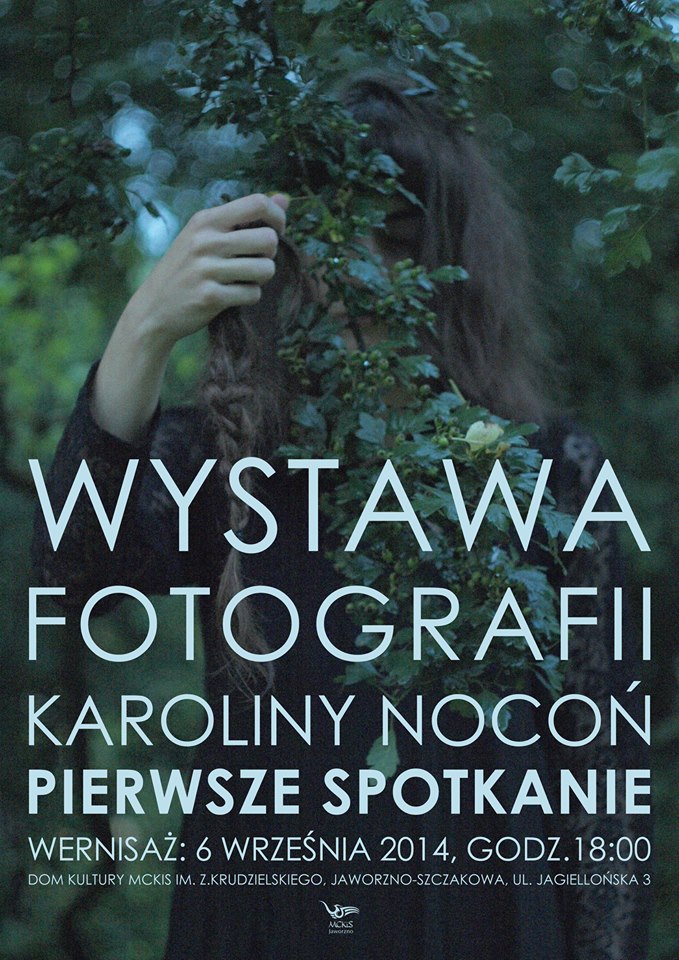 WYSTAWA
FOTOGRAFII
KAROLINY NOCOŃ
PIERWSZE SPOTKANIE
WERNISAŻ: 6 WRZEŚNIA 2014, GODZ.18:00
DOM KULTURY MCKIS IM. Z.KRUDZIELSKIEGO, JAWORZNO-SZCZAKOWA, UL. JAGIELLOŃSKA 3
MCKiS
Jaworzno